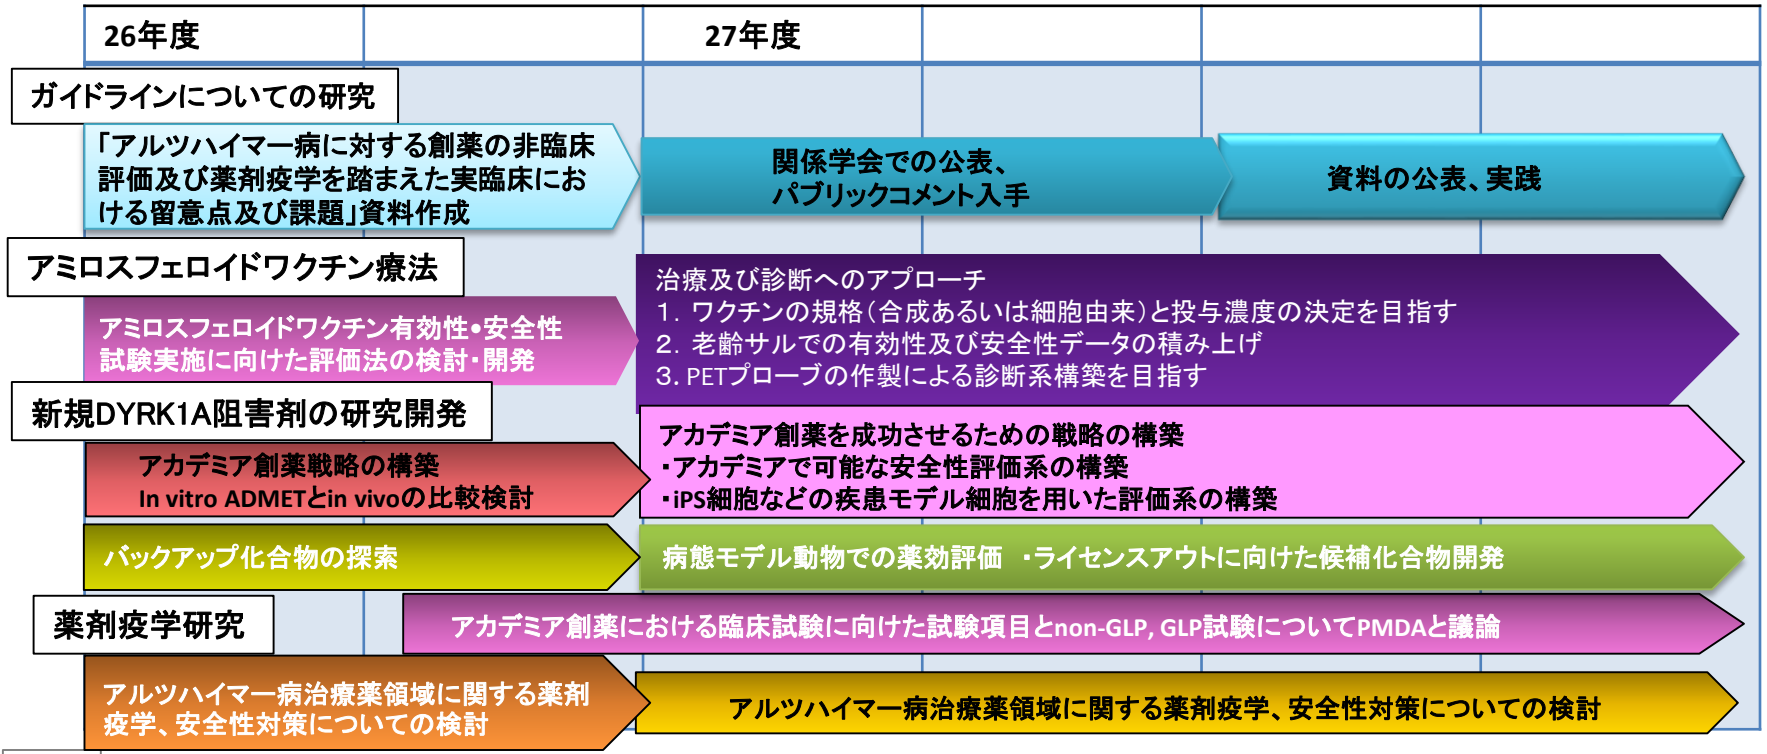 26年度
27年度
ガイドラインについての研究
「アルツハイマー病に対する創薬の非臨床
評価及び薬剤疫学を踏まえた実臨床にお
ける留意点及び課題」資料作成
関係学会での公表、
パブリックコメント入手
資料の公表、実践
アミロスフェロイドワクチン療法
アミロスフェロイドワクチン有効性•安全性
試験実施に向けた評価法の検討・開発
治療及び診断へのアプローチ
１．ワクチンの規格（合成あるいは細胞由来）と投与濃度の決定を目指す
２．老齢サルでの有効性及び安全性データの積み上げ
３．PETプローブの作製による診断系構築を目指す
新規DYRK1A阻害剤の研究開発
アカデミア創薬戦略の構築
In vitro ADMETとin vivoの比較検討
アカデミア創薬を成功させるための戦略の構築
・アカデミアで可能な安全性評価系の構築
・iPS細胞などの疾患モデル細胞を用いた評価系の構築
バックアップ化合物の探索
病態モデル動物での薬効評価 ・ライセンスアウトに向けた候補化合物開発
薬剤疫学研究
アカデミア創薬における臨床試験に向けた試験項目とnon-GLP, GLP試験についてPMDAと議論
アルツハイマー病治療薬領域に関する薬剤
疫学、安全性対策についての検討
アルツハイマー病治療薬領域に関する薬剤疫学、安全性対策についての検討